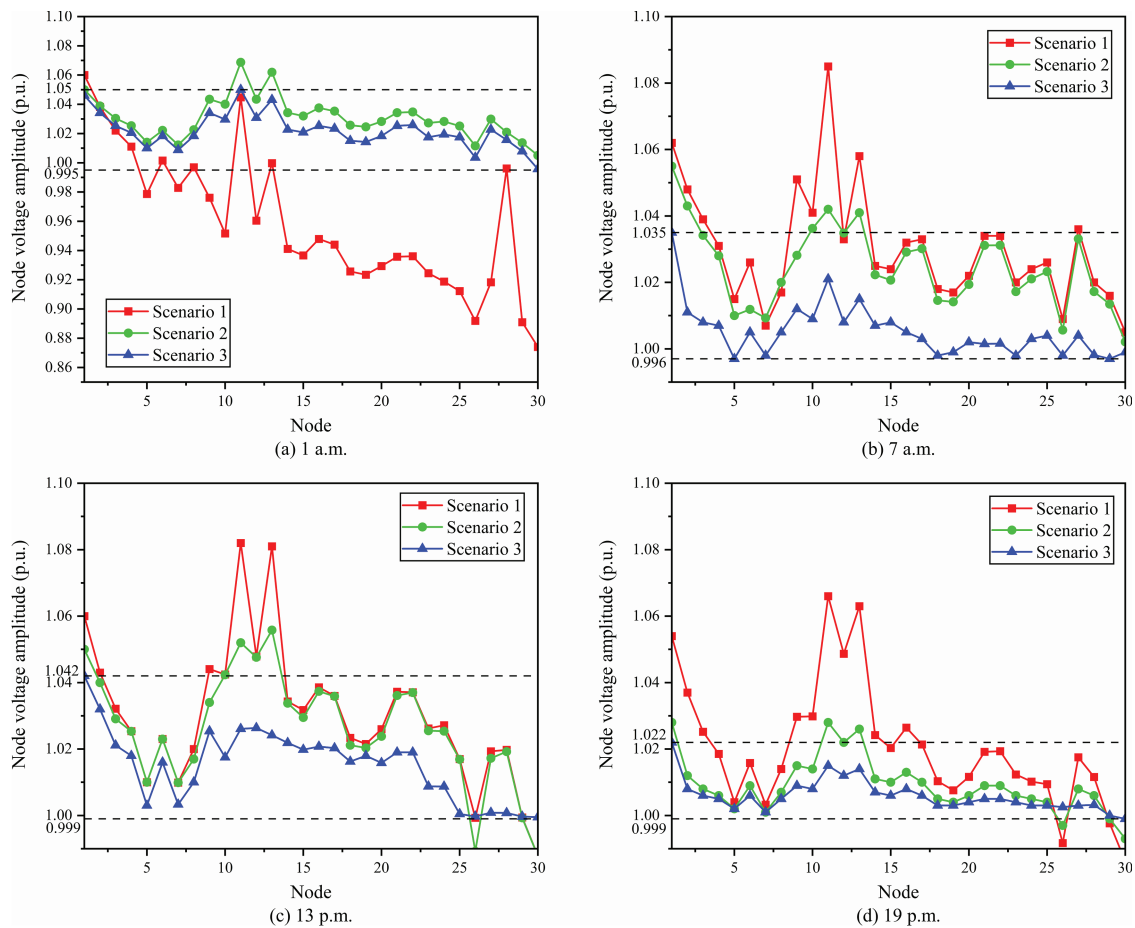 1.10
1.08
1.06
1.05
1.04
1.02
1.00
0.995
0.98
0.96
0.94
0.92
0.90
0.88
0.86
Node voltage amplitude (p.u.)
Scenario 1
Scenario 2
Scenario 3
5 10 15 20 25 30
Node
(a) 1 a.m.
1.10
1.08
1.06
1.04
1.035
1.02
1.00
0.996
Node voltage amplitude (p.u.)
Scenario 1
Scenario 2
Scenario 3
5 10 15 20 25 30
Node
(b) 7 a.m.
1.10
1.08
1.06
1.042
1.04
1.02
1.00
0.999
Node voltage amplitude (p.u.)
Scenario 1
Scenario 2
Scenario 3
5 10 15 20 25 30
Node
(c) 13 p.m.
1.10
1.08
1.06
1.04
1.022
1.02
1.00
0.999
Node voltage amplitude (p.u.)
Scenario 1
Scenario 2
Scenario 3
5 10 15 20 25 30
Node
(d) 19 p.m.